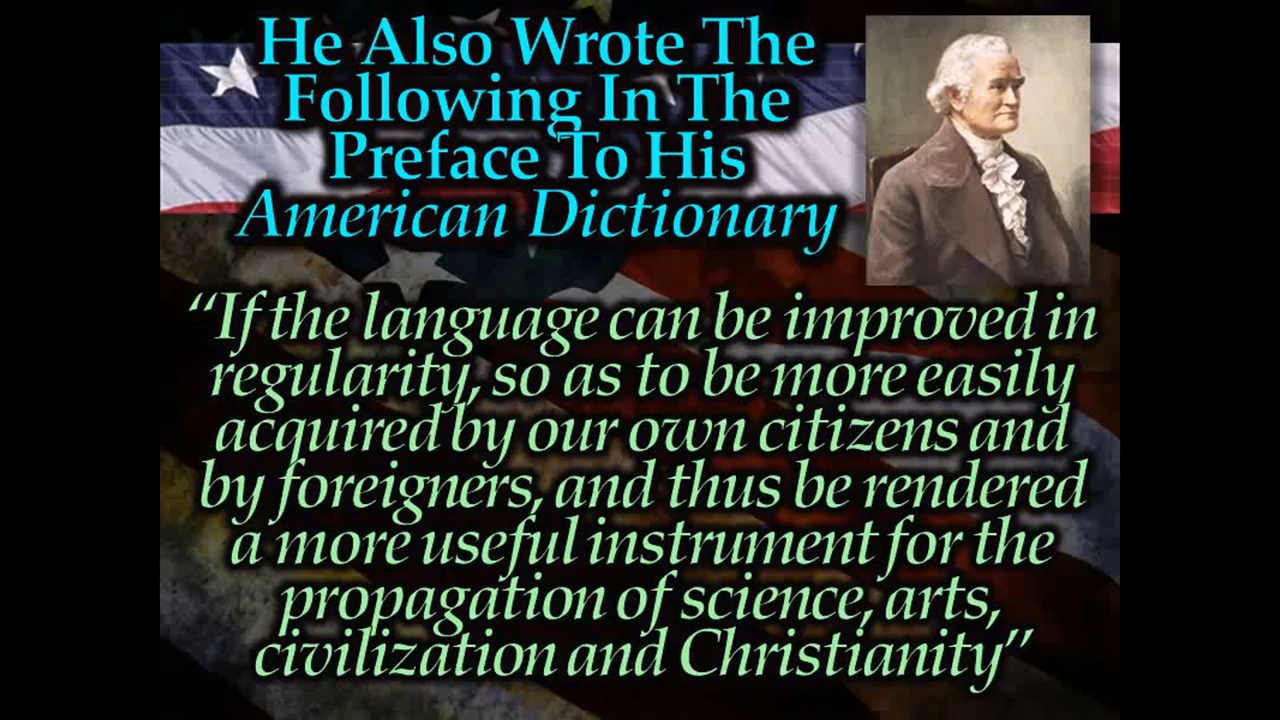 He Also Wrote The
Following In The
Preface To His
American Dictionary
“If the language can be improved in
regularity, so as to be more easily
acquired by our own citizens and
by foreigners, and thus be rendered
a more useful instrument for the
propagation of science, arts,
civilization and Christianity”